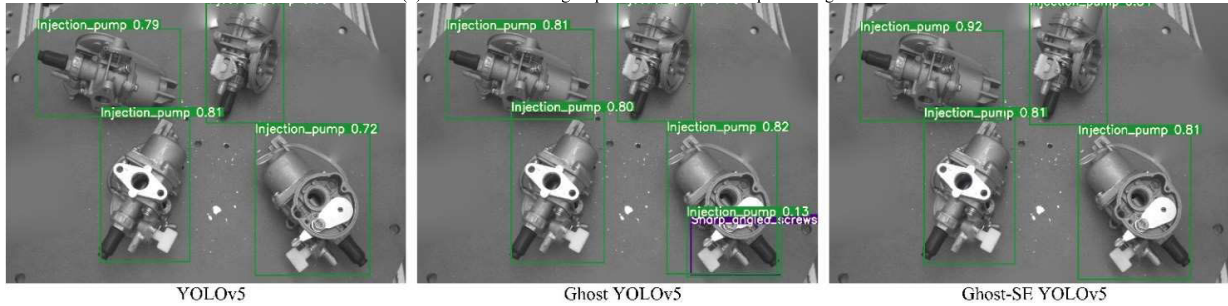 Injection_pump 0.79
Injection_pump 0.81
Injection_pump 0.72
Injection_pump 0.81
Injection_pump 0.80
Injection_pump 0.82
Injection_pump 0.13
Sharp_angled_screws
Injection_pump 0.92
Injection_pump 0.81
Injection_pump 0.81
YOLOv5
Ghost YOLOv5
Ghost-SE YOLOv5